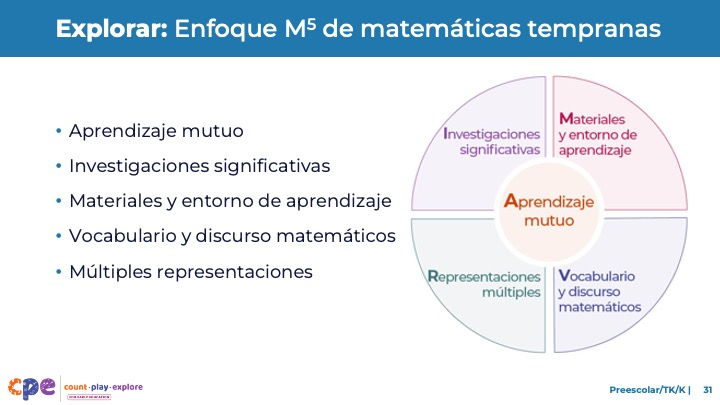 Explorar: Enfoque M⁵ de matemáticas tempranas
• Aprendizaje mutuo
• Investigaciones significativas
• Materiales y entorno de aprendizaje
• Vocabulario y discurso matemáticos
• Múltiples representaciones
Investigaciones
significativas
Materiales
y entorno de
aprendizaje
Aprendizaje
mutuo
Representaciones
múltiples
Vocabulario
y discurso
matemáticos
cpe
count·play·explore
Preescolar/TK/K | 31